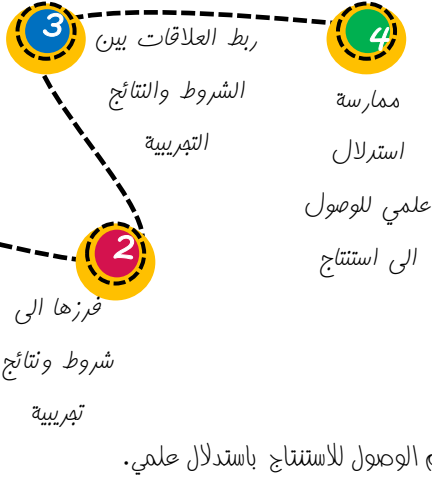 3
ربط العلاقات بين
الشروط والنتائج
التجريبية
4
ممارسة
استرلال
علمي للوصول
الى استنتاج
2
فرزها الى
شروط ونتائج
تجريبية
م الوصول للاستنتاج باستدلال علمي.